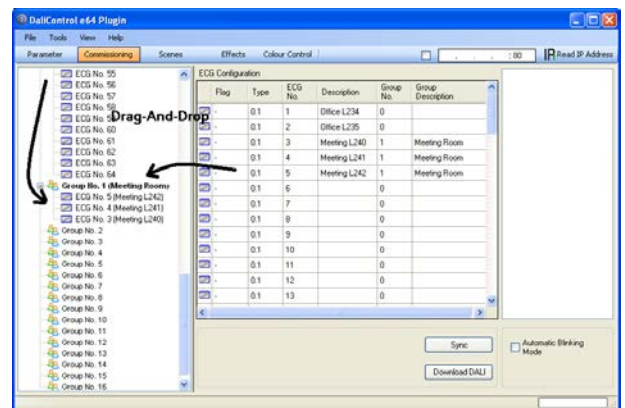 DaliControl e64 Plugin
File Tools View Help
Parameter Commissioning Scenes Effects Colour Control . . . :80 Read IP Address
ECG No. 55
ECG No. 56
ECG No. 57
ECG No. 58
ECG No. 59
Drag-And-Drop
ECG No. 60
ECG No. 61
ECG No. 62
ECG No. 63
ECG No. 64
Group No. 1 (Meeting Room)
ECG No. 5 (Meeting L242)
ECG No. 4 (Meeting L241)
ECG No. 3 (Meeting L240)
Group No. 2
Group No. 3
Group No. 4
Group No. 5
Group No. 6
Group No. 7
Group No. 8
Group No. 9
Group No. 10
Group No. 11
Group No. 12
Group No. 13
Group No. 14
Group No. 15
Group No. 16
ECG Configuration
Flag Type ECG No. Description Group No. Group Description
- 0.1 1 Office L234 0
- 0.1 2 Office L235 0
- 0.1 3 Meeting L240 1 Meeting Room
- 0.1 4 Meeting L241 1 Meeting Room
- 0.1 5 Meeting L242 1 Meeting Room
- 0.1 6 0
- 0.1 7 0
- 0.1 8 0
- 0.1 9 0
- 0.1 10 0
- 0.1 11 0
- 0.1 12 0
- 0.1 13 0
Sync
Download DALI
Automatic Blinking
Mode